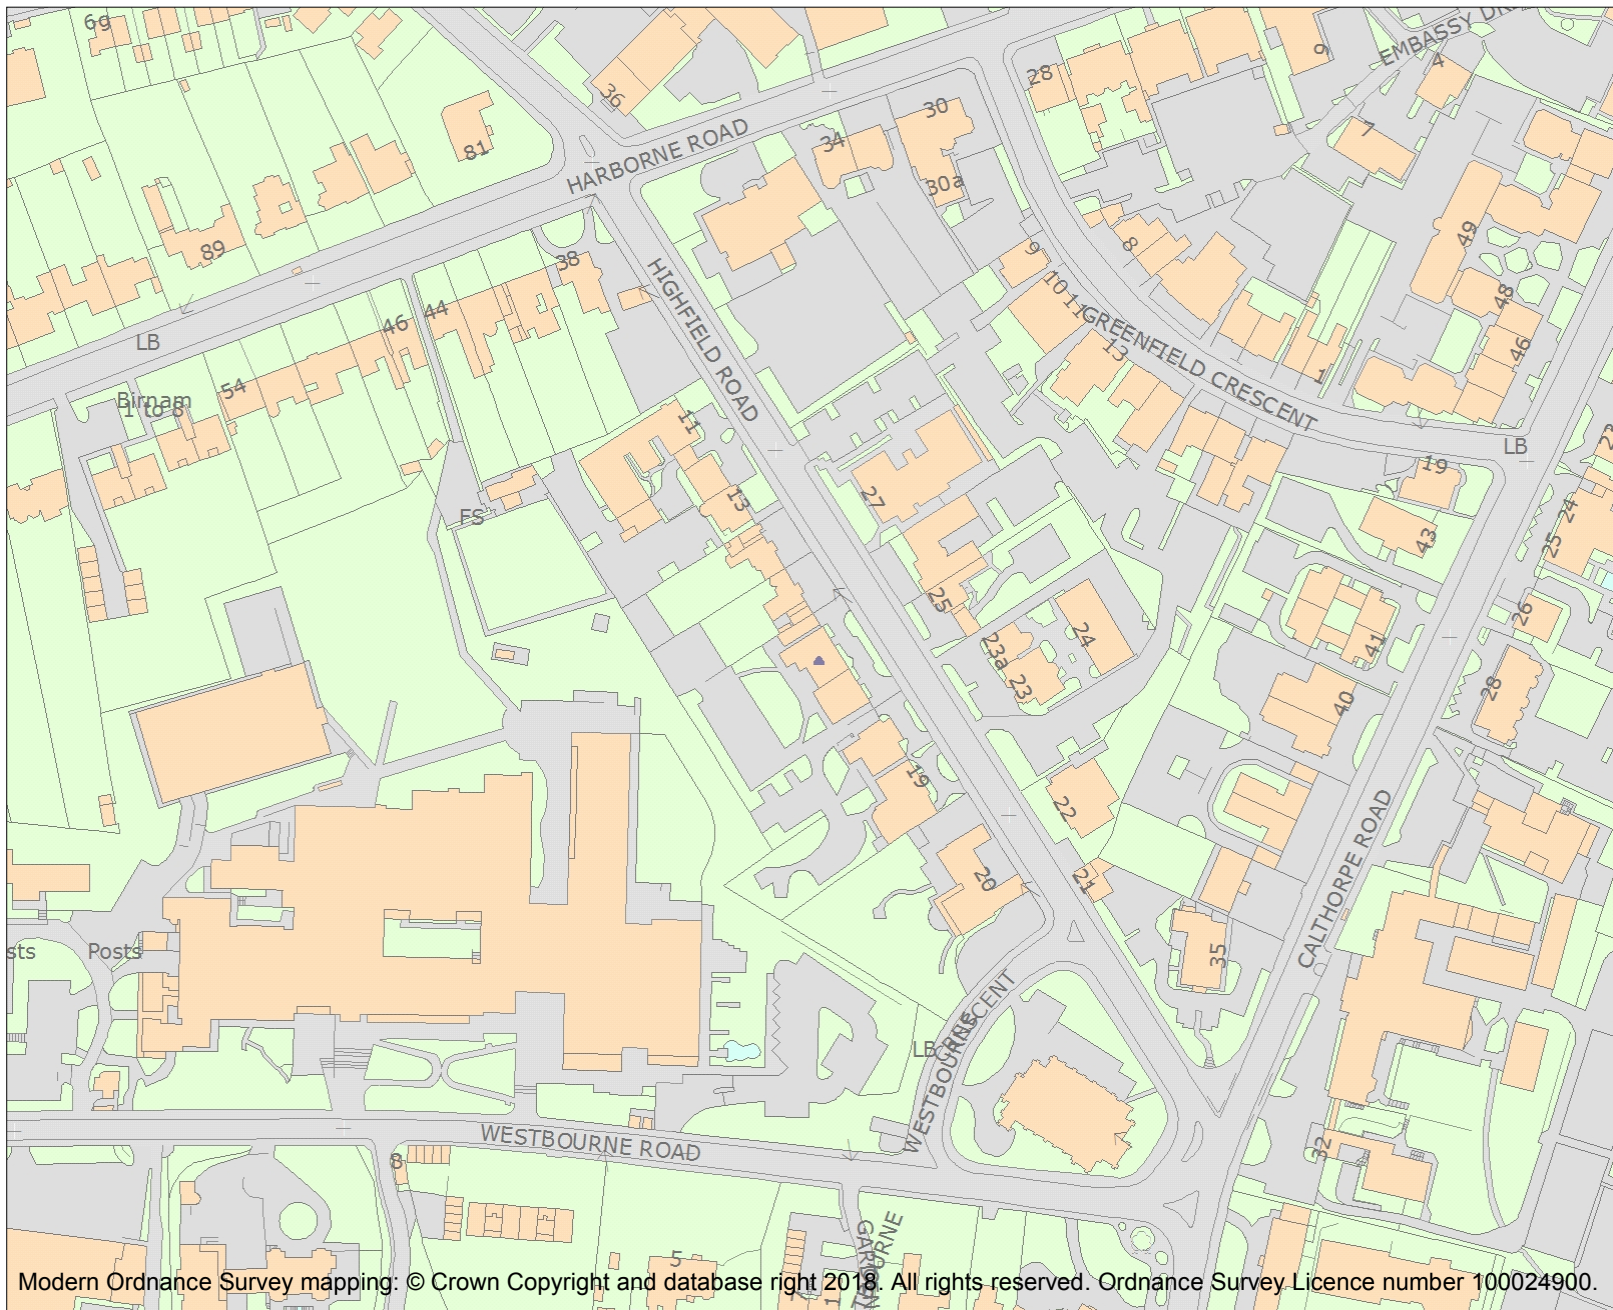 69
36
28
9
EMBASSY DR
4
7
30
34
HARBORNE ROAD
81
30a
89
38
8
49
9
10
11
48
HIGHFIELD ROAD
44
46
LB
GREENFIELD CRESCENT
13
46
1
54
Birnam
1 to 8
11
LB
19
27
13
FS
24
43
25
25
26
24
41
23a
23
28
40
19
22
CALTHORPE ROAD
20
21
35
sts
Posts
WESTBOURNE CRESCENT
LB
WESTBOURNE ROAD
32
8
5
1
Modern Ordnance Survey mapping: © Crown Copyright and database right 2018. All rights reserved. Ordnance Survey Licence number 100024900.